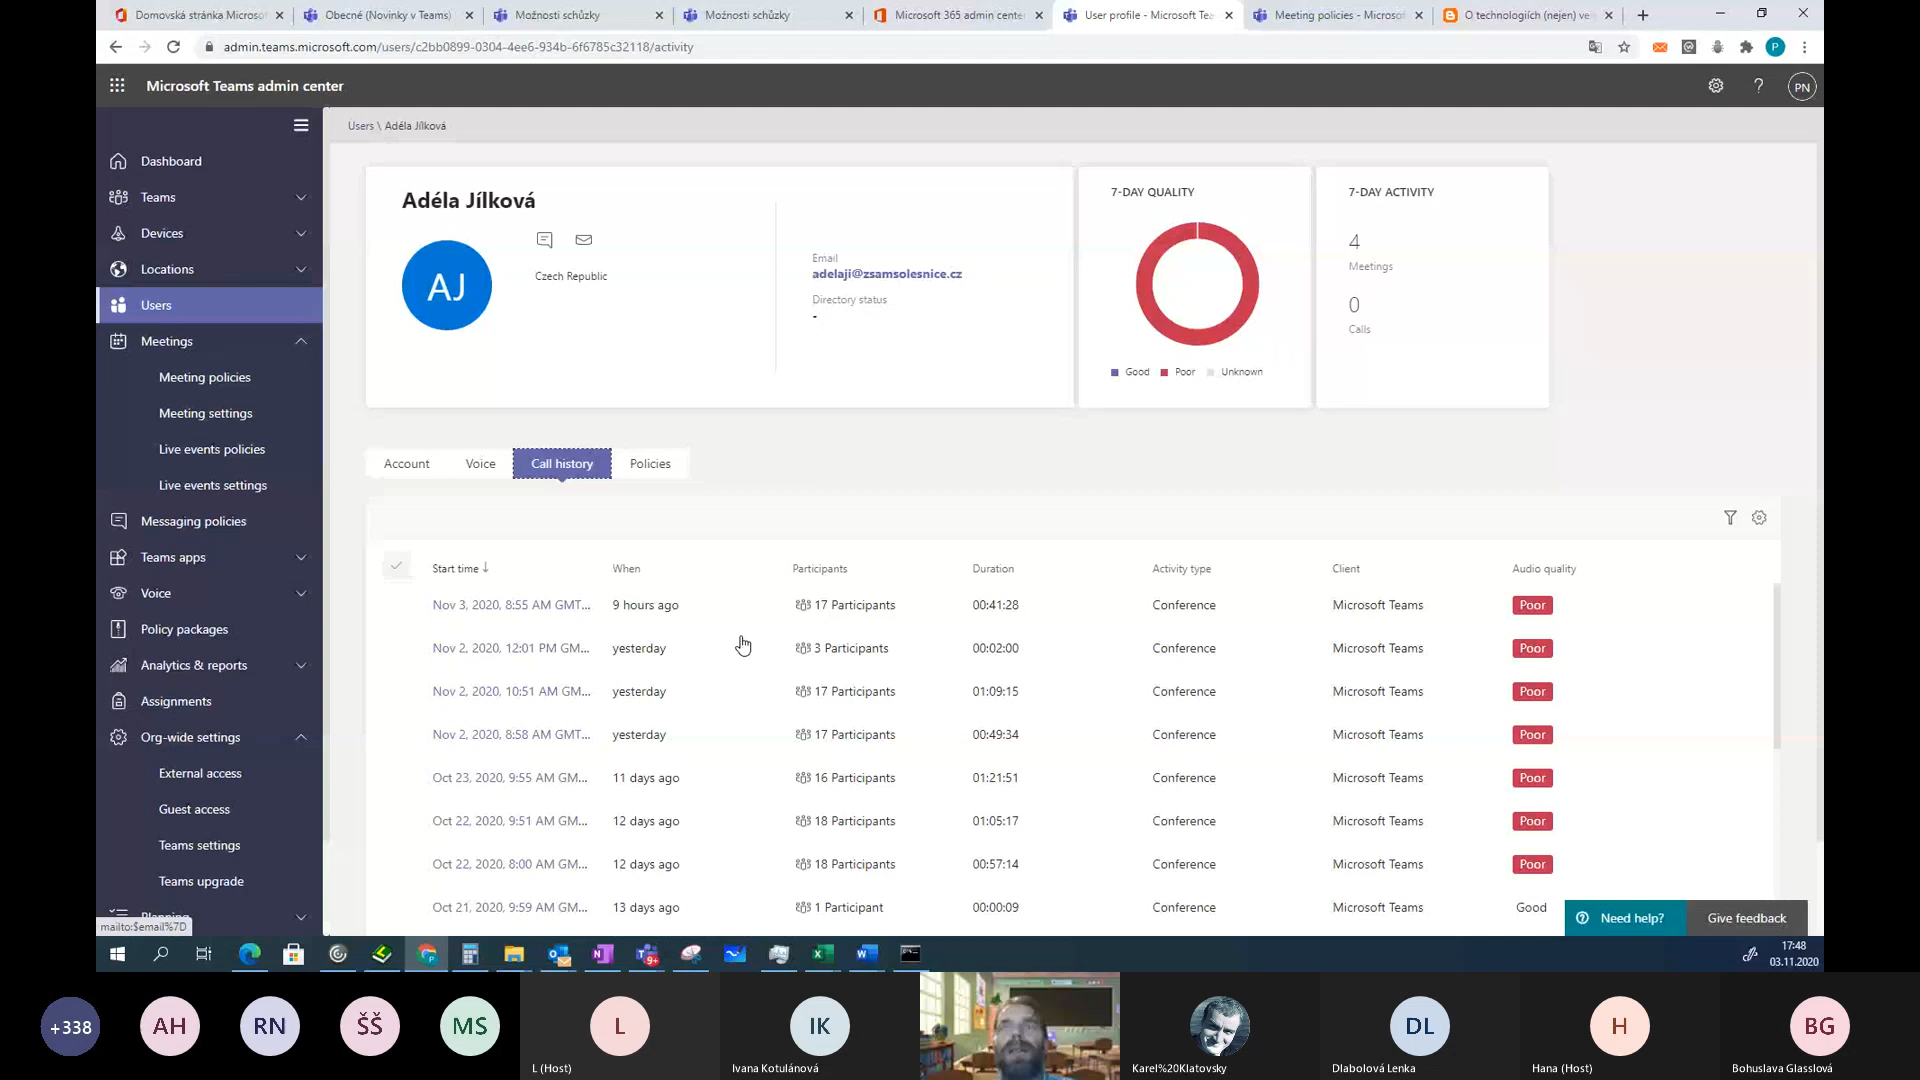 Domovská stránka Microsof
Obecné (Novinky v Teams)
Možnosti schůzky
Možnosti schůzky
Microsoft 365 admin center
User profile - Microsoft Tea
Meeting policies - Microsof
O technologiích (nejen) ve
admin.teams.microsoft.com/users/c2bb0899-0304-4ee6-934b-6f6785c32118/activity
P
Microsoft Teams admin center
PN
Dashboard
Teams
Devices
Locations
Users
Meetings
Meeting policies
Meeting settings
Live events policies
Live events settings
Messaging policies
Teams apps
Voice
Policy packages
Analytics & reports
Assignments
Org-wide settings
External access
Guest access
Teams settings
Teams upgrade
Planning
mailto:$email%7D
Users \ Adéla Jílková
Adéla Jílková
AJ
Czech Republic
Email
adelaji@zsamsolesnice.cz
Directory status
-
7-DAY QUALITY
Good Poor Unknown
7-DAY ACTIVITY
4
Meetings
0
Calls
Account Voice Call history Policies
Start time When Participants Duration Activity type Client Audio quality
Nov 3, 2020, 8:55 AM GMT... 9 hours ago 17 Participants 00:41:28 Conference Microsoft Teams Poor
Nov 2, 2020, 12:01 PM GM... yesterday 3 Participants 00:02:00 Conference Microsoft Teams Poor
Nov 2, 2020, 10:51 AM GM... yesterday 17 Participants 01:09:15 Conference Microsoft Teams Poor
Nov 2, 2020, 8:58 AM GMT... yesterday 17 Participants 00:49:34 Conference Microsoft Teams Poor
Oct 23, 2020, 9:55 AM GM... 11 days ago 16 Participants 01:21:51 Conference Microsoft Teams Poor
Oct 22, 2020, 9:51 AM GM... 12 days ago 18 Participants 01:05:17 Conference Microsoft Teams Poor
Oct 22, 2020, 8:00 AM GM... 12 days ago 18 Participants 00:57:14 Conference Microsoft Teams Poor
Oct 21, 2020, 9:59 AM GM... 13 days ago 1 Participant 00:00:09 Conference Microsoft Teams Good
Need help?
Give feedback
17:48
03.11.2020
+338
AH
RN
ŠŠ
MS
L
L (Host)
IK
Ivana Kotulánová
Karel%20Klatovsky
DL
Dlabolová Lenka
H
Hana (Host)
BG
Bohuslava Glasslová